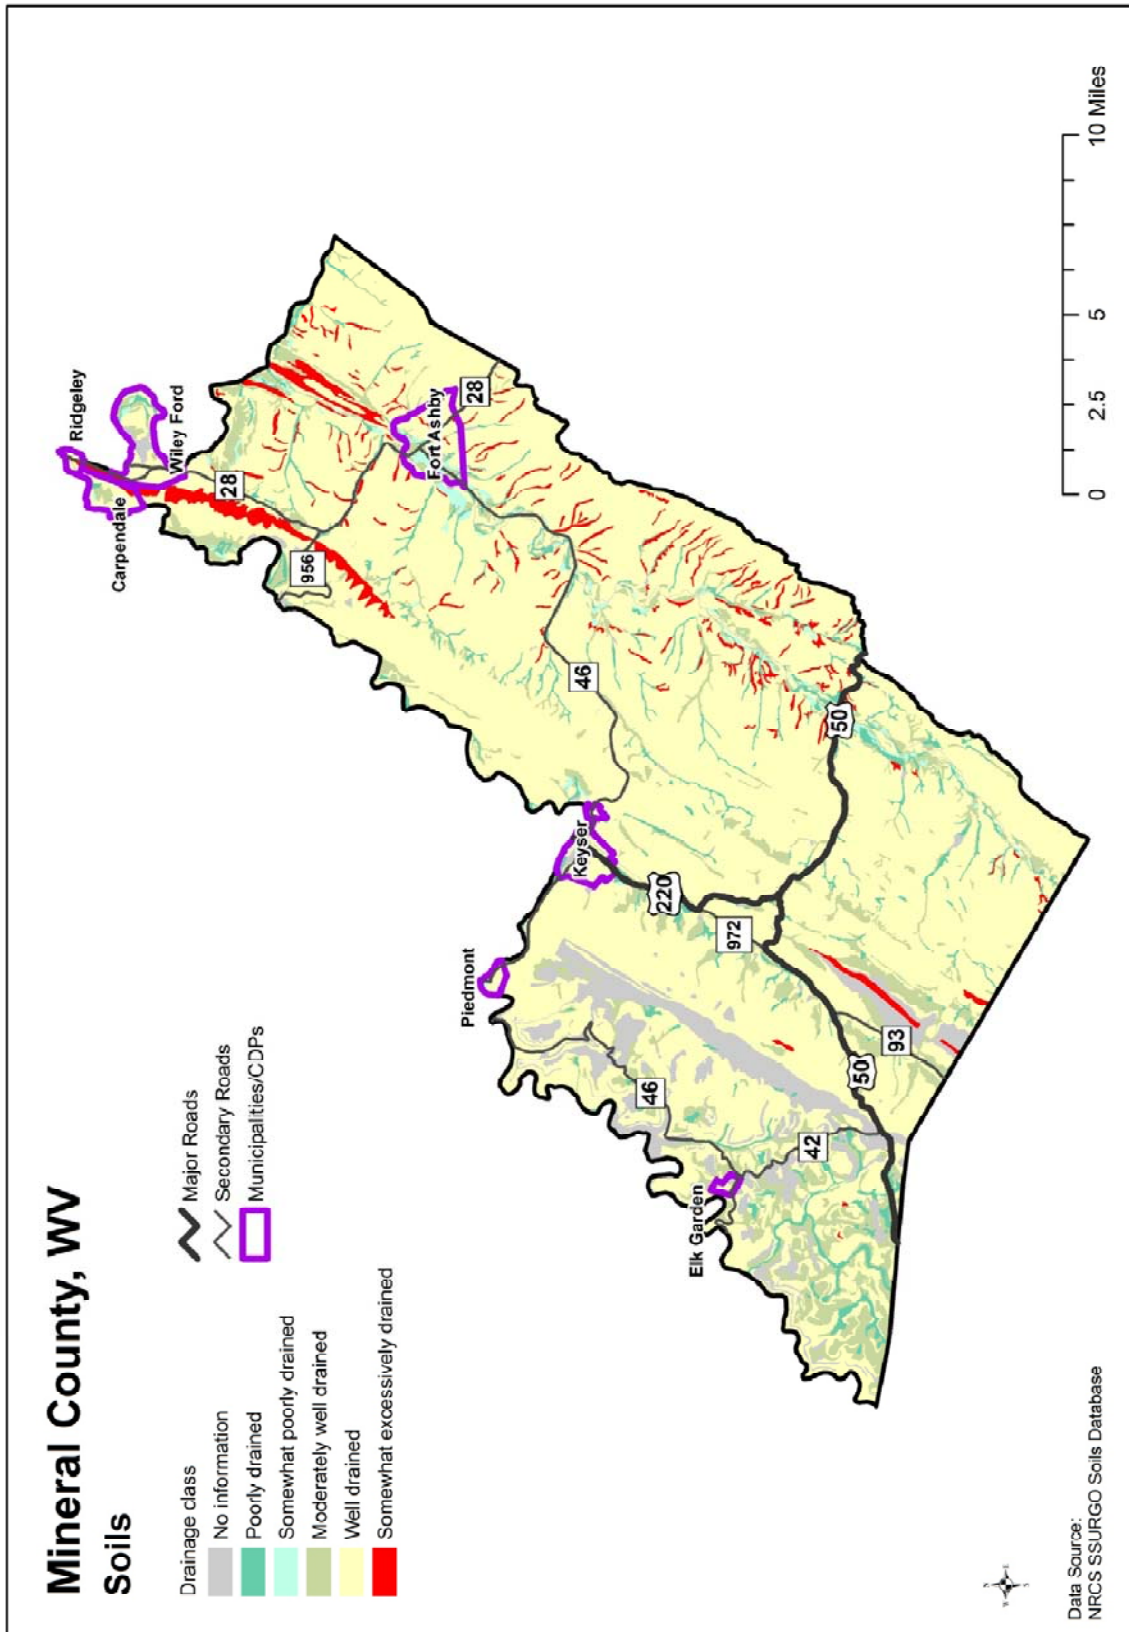 Mineral County, WV
Soils
Drainage class
No information
Poorly drained
Somewhat poorly drained
Moderately well drained
Well drained
Somewhat excessively drained
Major Roads
Secondary Roads
Municipalities/CDPs
Ridgeley
Carpendale
Wiley Ford
28
956
Fort Ashby
28
46
Piedmont
Keyser
220
972
50
46
Elk Garden
42
50
93
0 2.5 5 10 Miles
N
W E
S
Data Source:
NRCS SSURGO Soils Database